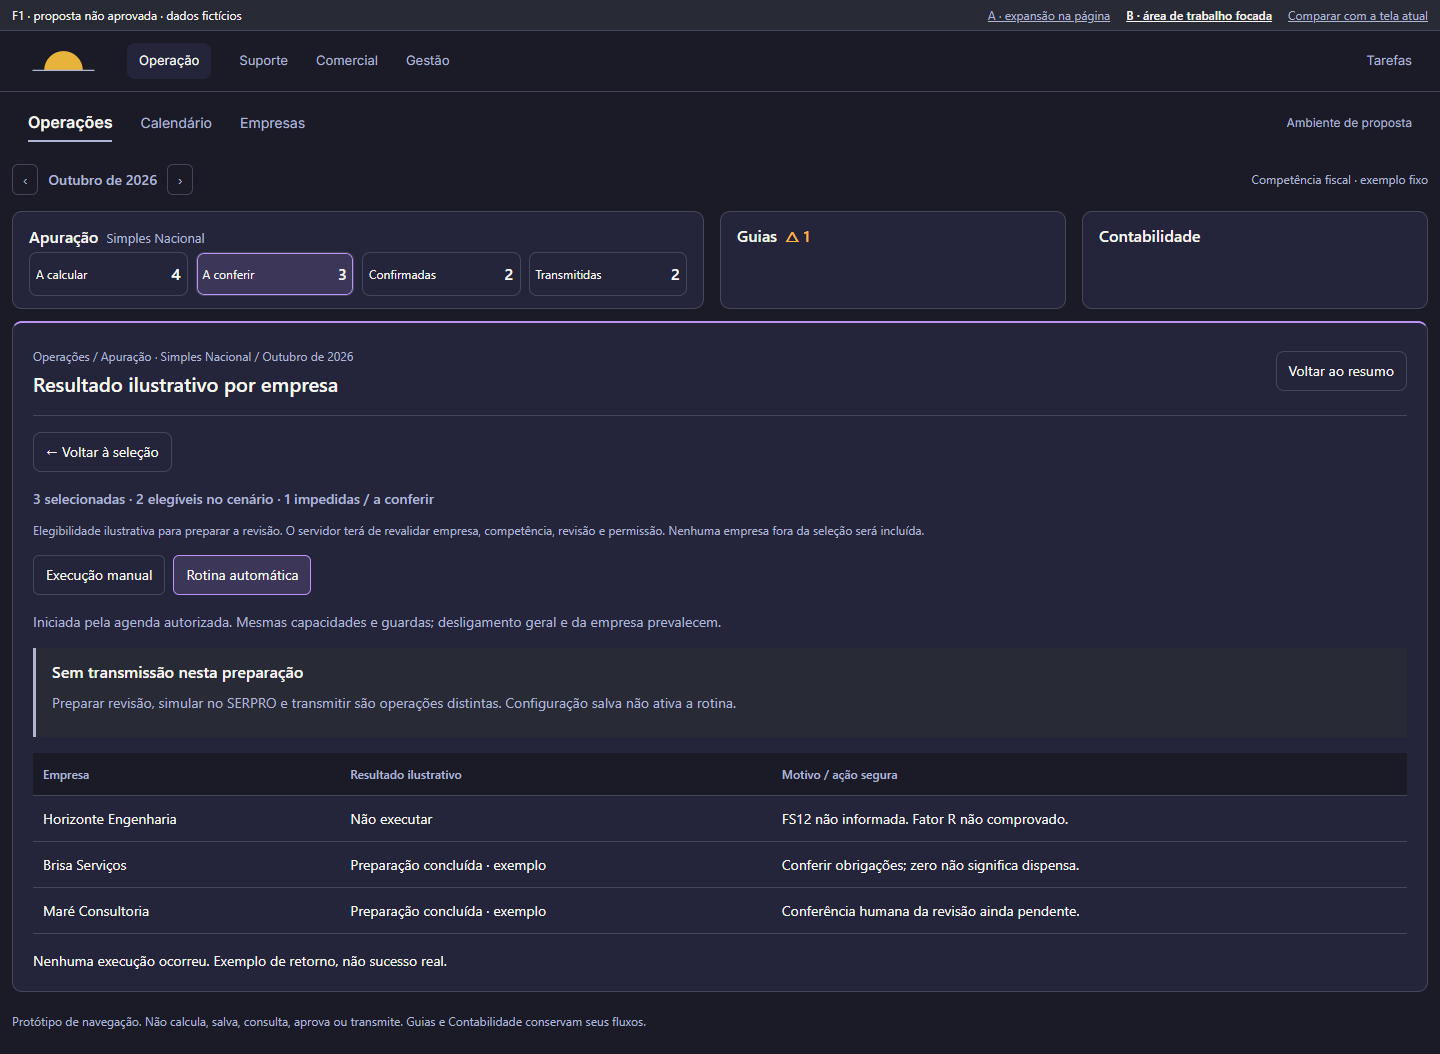 F1 · proposta não aprovada · dados fictícios
A · expansão na página
B · área de trabalho focada
Comparar com a tela atual
Operação
Suporte
Comercial
Gestão
Tarefas
Operações
Calendário
Empresas
Ambiente de proposta
‹ Outubro de 2026 ›
Competência fiscal · exemplo fixo
Apuração Simples Nacional
A calcular 4
A conferir 3
Confirmadas 2
Transmitidas 2
Guias △ 1
Contabilidade
Operações / Apuração · Simples Nacional / Outubro de 2026
Resultado ilustrativo por empresa
Voltar ao resumo
← Voltar à seleção
3 selecionadas · 2 elegíveis no cenário · 1 impedidas / a conferir
Elegibilidade ilustrativa para preparar a revisão. O servidor terá de revalidar empresa, competência, revisão e permissão. Nenhuma empresa fora da seleção será incluída.
Execução manual
Rotina automática
Iniciada pela agenda autorizada. Mesmas capacidades e guardas; desligamento geral e da empresa prevalecem.
Sem transmissão nesta preparação
Preparar revisão, simular no SERPRO e transmitir são operações distintas. Configuração salva não ativa a rotina.
Empresa Resultado ilustrativo Motivo / ação segura
Horizonte Engenharia Não executar FS12 não informada. Fator R não comprovado.
Brisa Serviços Preparação concluída · exemplo Conferir obrigações; zero não significa dispensa.
Maré Consultoria Preparação concluída · exemplo Conferência humana da revisão ainda pendente.
Nenhuma execução ocorreu. Exemplo de retorno, não sucesso real.
Protótipo de navegação. Não calcula, salva, consulta, aprova ou transmite. Guias e Contabilidade conservam seus fluxos.